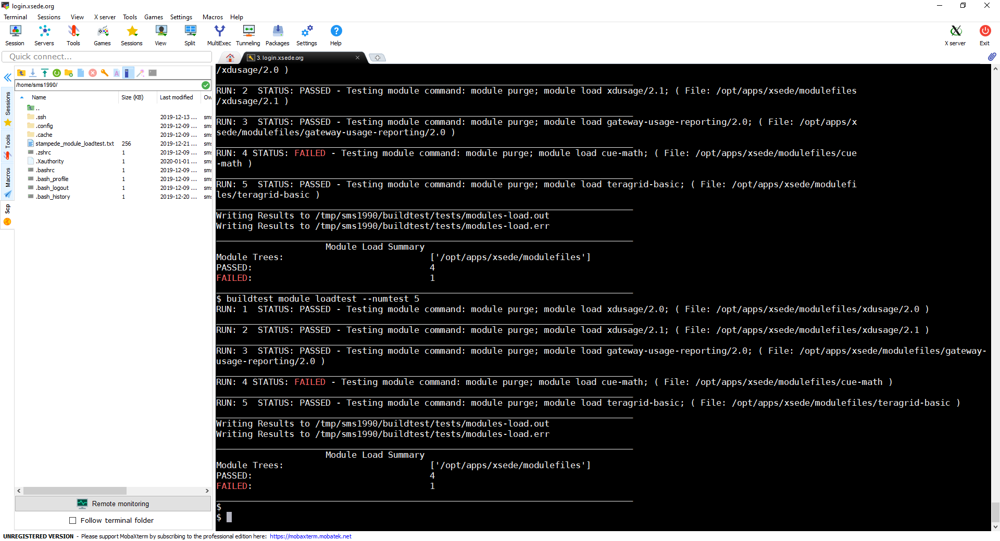 login.xsede.org
Terminal Sessions View X server Tools Games Settings Macros Help
Session Servers Tools Games Sessions View Split MultiExec Tunneling Packages Settings Help X server Exit
Quick connect...
3. login.xsede.org
/home/sms1990/
Name Size (KB) Last modified Ow
..
.ssh 2019-12-13 ... sms
.config 2019-12-09 ... sms
.cache 2019-12-09 ... sms
stampede_module_loadtest.txt 256 2019-12-21 ... sms
.zshrc 1 2019-12-09 ... sms
.Xauthority 1 2020-01-01 ... sms
.bashrc 1 2019-12-09 ... sms
.bash_profile 1 2019-12-09 ... sms
.bash_logout 1 2019-12-09 ... sms
.bash_history 1 2019-12-20 ... sms
Sessions
Tools
Macros
Scp
Remote monitoring
Follow terminal folder
/xdusage/2.0 )
RUN: 2  STATUS: PASSED - Testing module command: module purge; module load xdusage/2.1; ( File: /opt/apps/xsede/modulefiles
/xdusage/2.1 )
RUN: 3  STATUS: PASSED - Testing module command: module purge; module load gateway-usage-reporting/2.0; ( File: /opt/apps/x
sede/modulefiles/gateway-usage-reporting/2.0 )
RUN: 4 STATUS: FAILED - Testing module command: module purge; module load cue-math; ( File: /opt/apps/xsede/modulefiles/cue
-math )
RUN: 5  STATUS: PASSED - Testing module command: module purge; module load teragrid-basic; ( File: /opt/apps/xsede/modulefi
les/teragrid-basic )
Writing Results to /tmp/sms1990/buildtest/tests/modules-load.out
Writing Results to /tmp/sms1990/buildtest/tests/modules-load.err
Module Load Summary
Module Trees: ['/opt/apps/xsede/modulefiles']
PASSED: 4
FAILED: 1
$ buildtest module loadtest --numtest 5
RUN: 1  STATUS: PASSED - Testing module command: module purge; module load xdusage/2.0; ( File: /opt/apps/xsede/modulefiles/xdusage/2.0 )
RUN: 2  STATUS: PASSED - Testing module command: module purge; module load xdusage/2.1; ( File: /opt/apps/xsede/modulefiles/xdusage/2.1 )
RUN: 3  STATUS: PASSED - Testing module command: module purge; module load gateway-usage-reporting/2.0; ( File: /opt/apps/xsede/modulefiles/gateway-
usage-reporting/2.0 )
RUN: 4 STATUS: FAILED - Testing module command: module purge; module load cue-math; ( File: /opt/apps/xsede/modulefiles/cue-math )
RUN: 5  STATUS: PASSED - Testing module command: module purge; module load teragrid-basic; ( File: /opt/apps/xsede/modulefiles/teragrid-basic )
Writing Results to /tmp/sms1990/buildtest/tests/modules-load.out
Writing Results to /tmp/sms1990/buildtest/tests/modules-load.err
Module Load Summary
Module Trees: ['/opt/apps/xsede/modulefiles']
PASSED: 4
FAILED: 1
$
$
UNREGISTERED VERSION - Please support MobaXterm by subscribing to the professional edition here: https://mobaxterm.mobatek.net